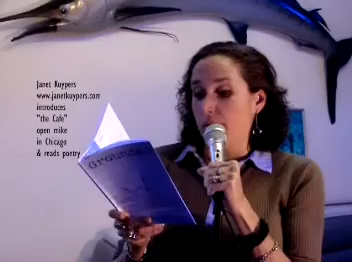 Janet Kuypers
www.janetkuypers.com
introduces
"the Cafe"
open mike
in Chicago
& reads poetry